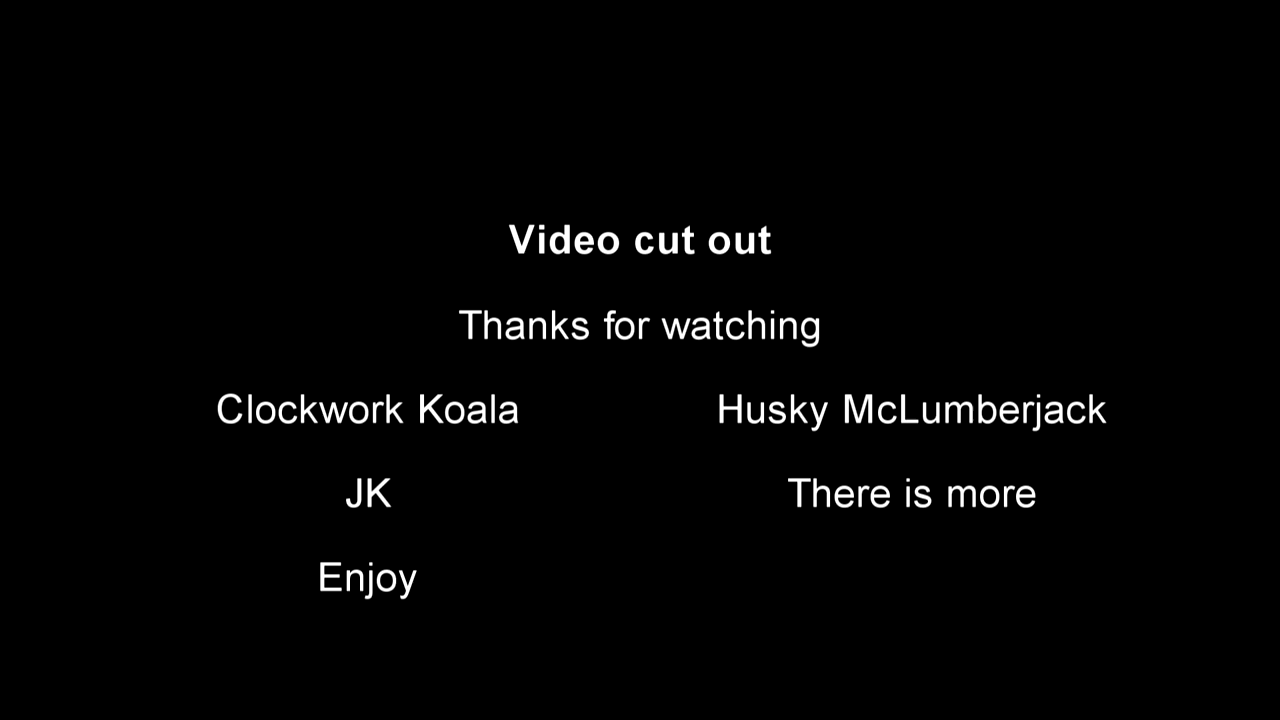 Video cut out
Thanks for watching
Clockwork Koala Husky McLumberjack
JK There is more
Enjoy